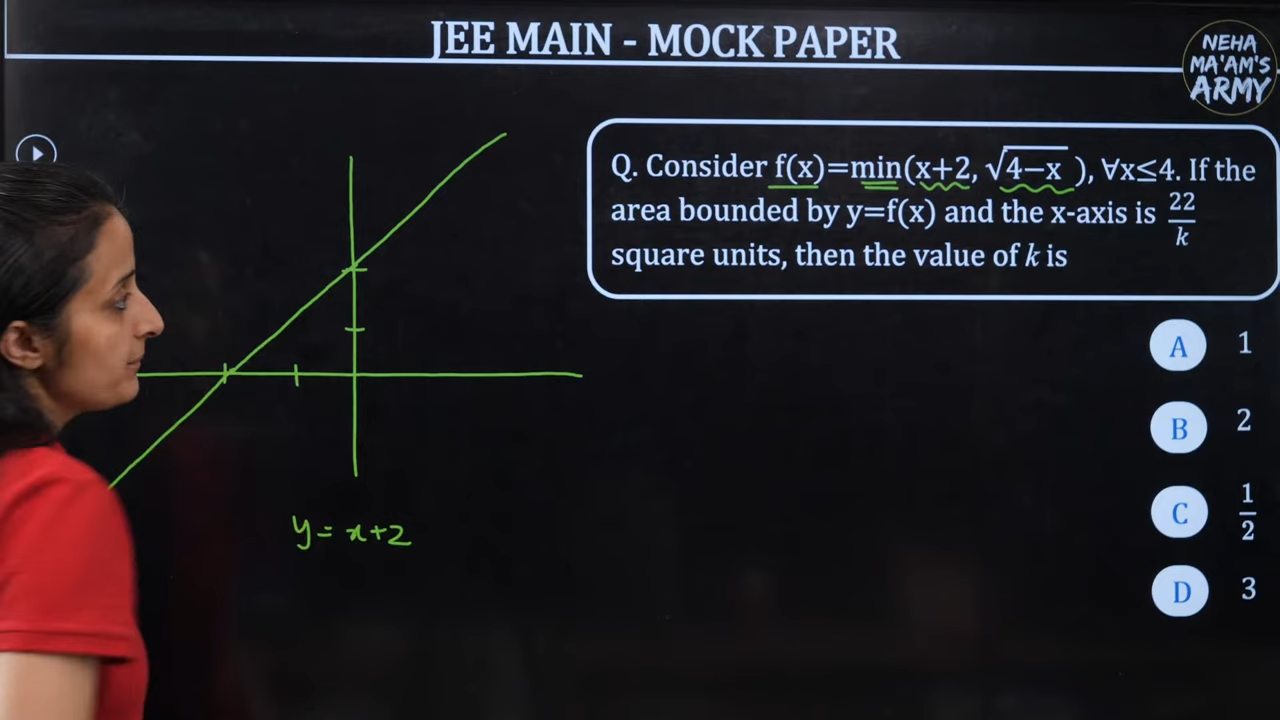 JEE MAIN - MOCK PAPER
NEHA
MA'AM'S
ARMY
Q. Consider f(x)=min(x+2, √4−x ), ∀x≤4. If the
area bounded by y=f(x) and the x-axis is 22/k
square units, then the value of k is
A 1
B 2
C 1/2
D 3
y = x+2